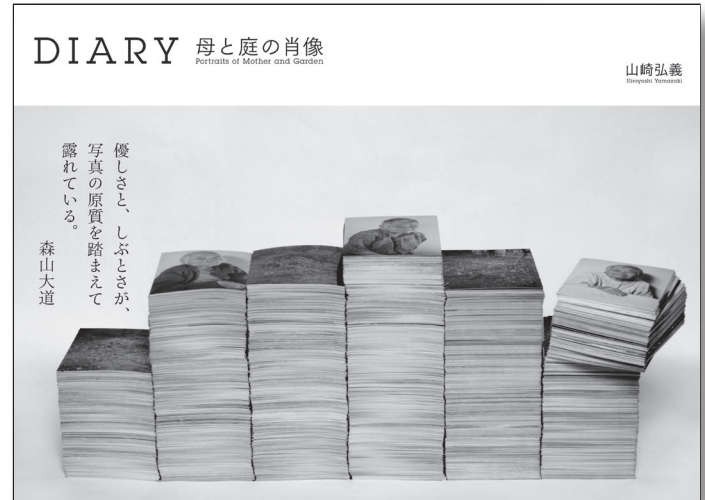 DIARY 母と庭の肖像
Portraits of Mother and Garden
山崎弘義
Hiroyoshi Yamazaki
優しさと、しぶとさが、
写真の原質を踏まえて
露れている。
森山大道